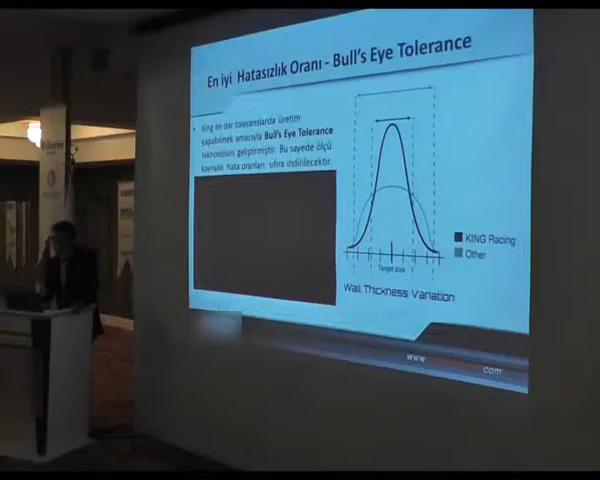 En iyi Hatasızlık Oranı - Bull's Eye Tolerance
• King en dar toleranslarda üretim
yapabilmek amacıyla Bull's Eye Tolerance
teknolojisini geliştirmiştir. Bu sayede ölçü
kaynaklı hata oranları sıfıra indirilecektir.
KING Racing
Other
Target size
Wall Thickness Variation
www
com